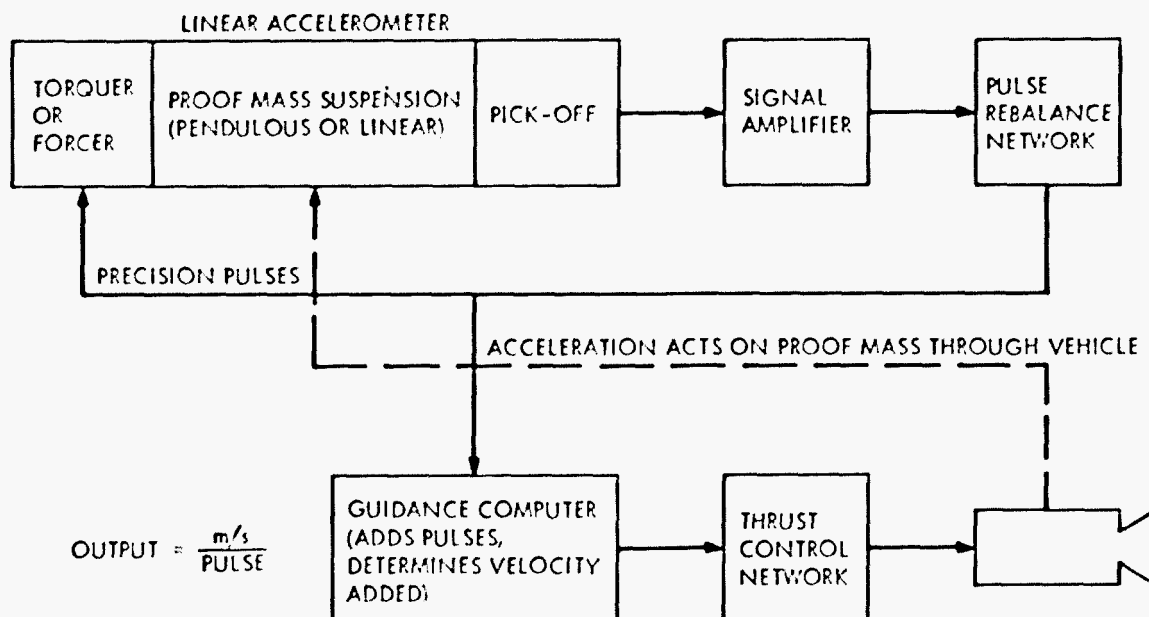 LINEAR ACCELEROMETER
TORQUER
OR
FORCER
PROOF MASS SUSPENSION
(PENDULOUS OR LINEAR)
PICK-OFF
SIGNAL
AMPLIFIER
PULSE
REBALANCE
NETWORK
PRECISION PULSES
ACCELERATION ACTS ON PROOF MASS THROUGH VEHICLE
OUTPUT = m/s
PULSE
GUIDANCE COMPUTER
(ADDS PULSES,
DETERMINES VELOCITY
ADDED)
THRUST
CONTROL
NETWORK